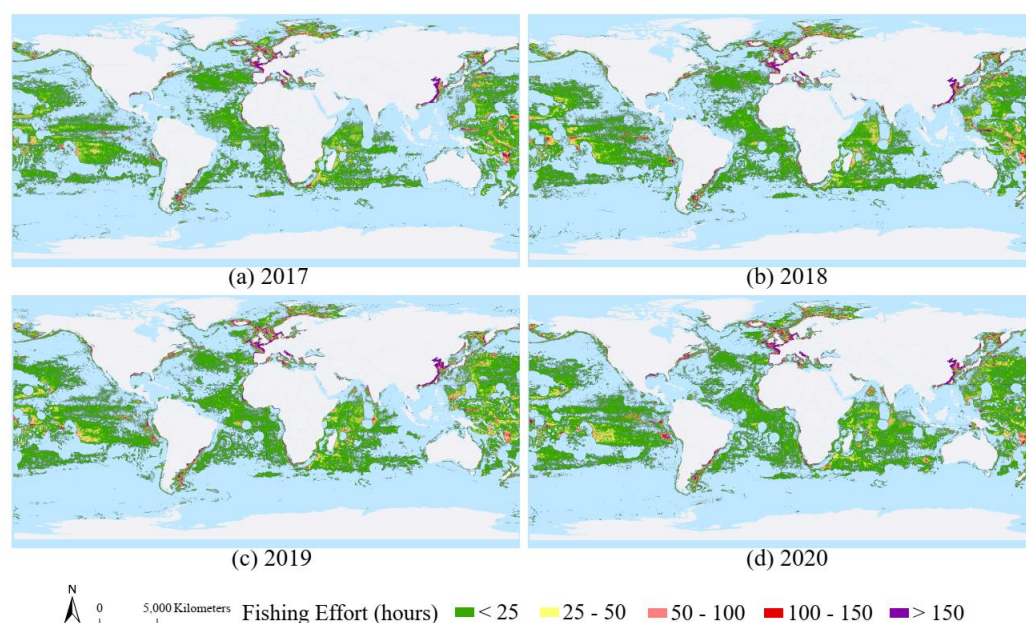 (a) 2017
(b) 2018
(c) 2019
(d) 2020
N
0 5,000 Kilometers
Fishing Effort (hours) < 25 25 - 50 50 - 100 100 - 150 > 150